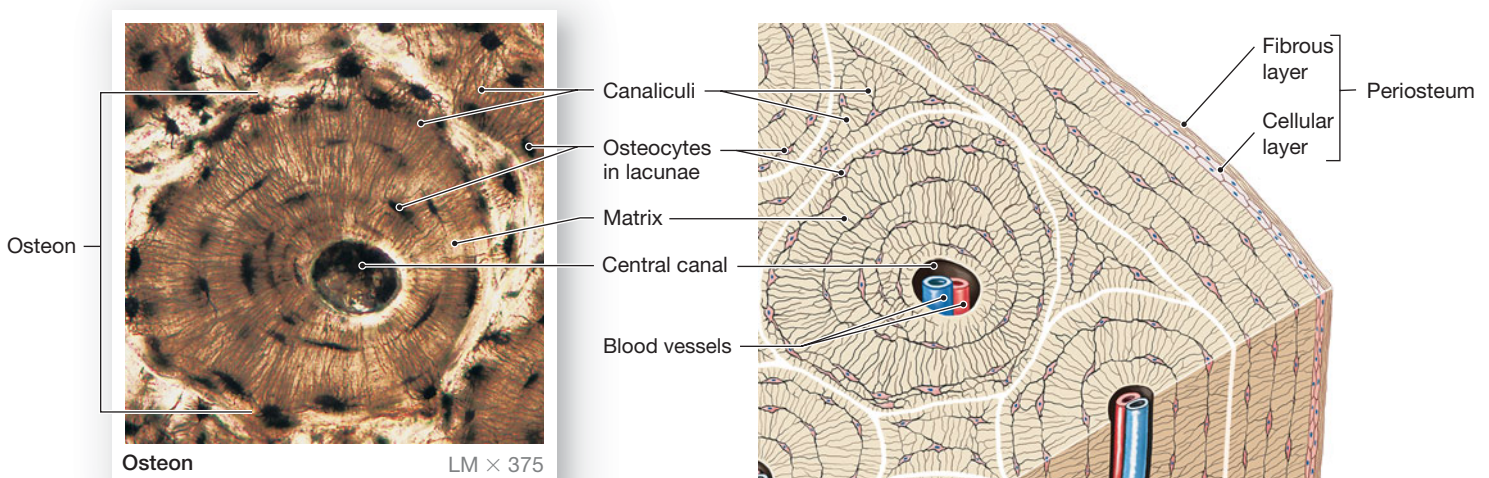 Osteon
Canaliculi
Osteocytes
in lacunae
Matrix
Central canal
Blood vessels
Fibrous
layer
Cellular
layer
Periosteum
Osteon
LM × 375